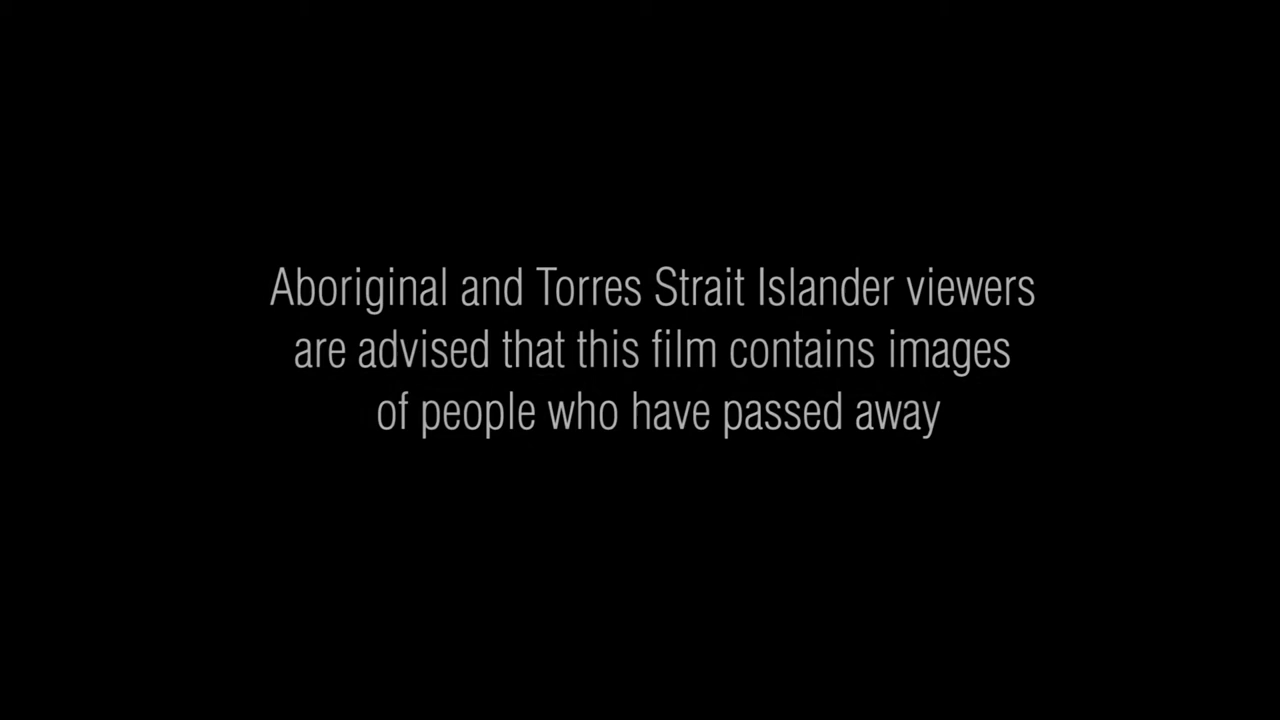 Aboriginal and Torres Strait Islander viewers
are advised that this film contains images
of people who have passed away